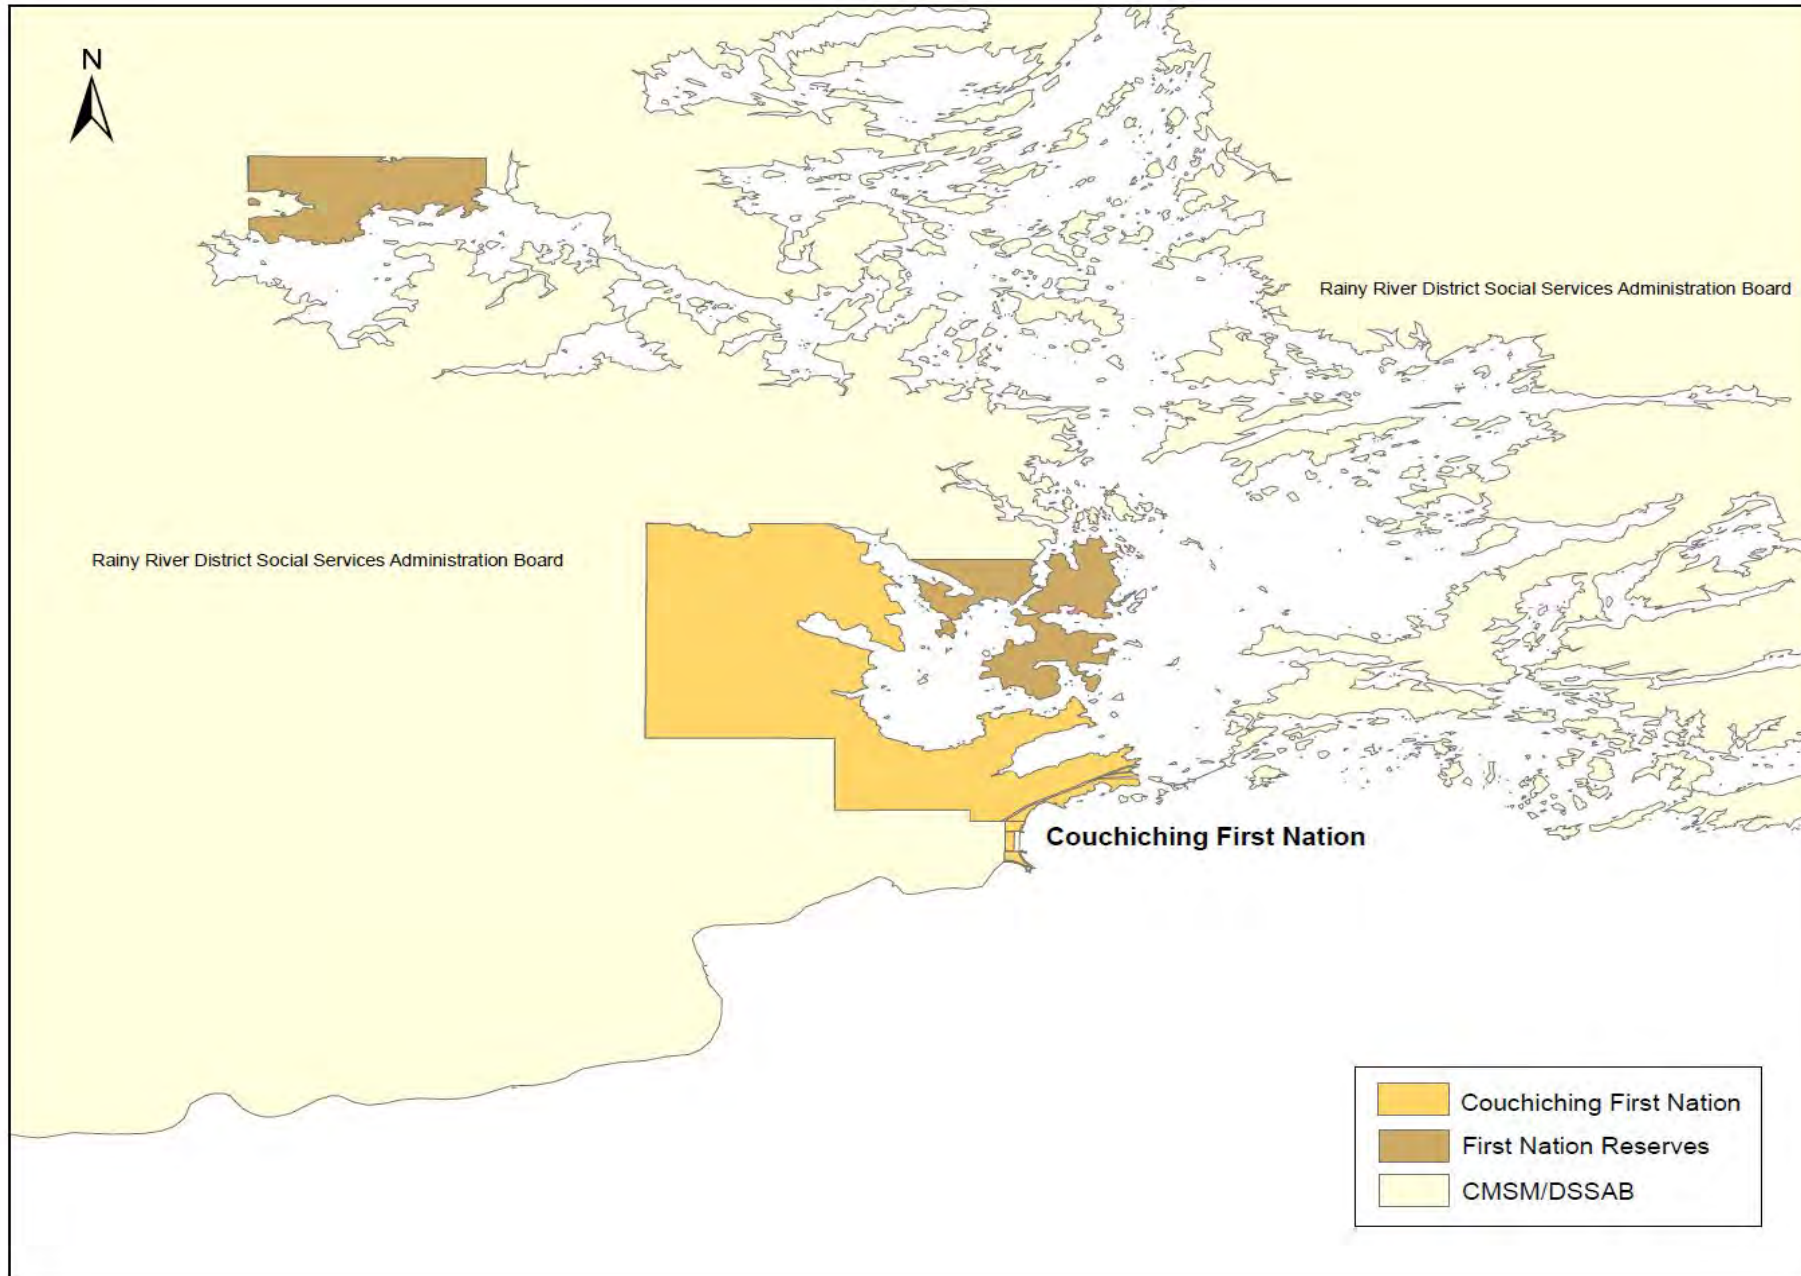 N
Rainy River District Social Services Administration Board
Rainy River District Social Services Administration Board
Couchiching First Nation
Couchiching First Nation
First Nation Reserves
CMSM/DSSAB